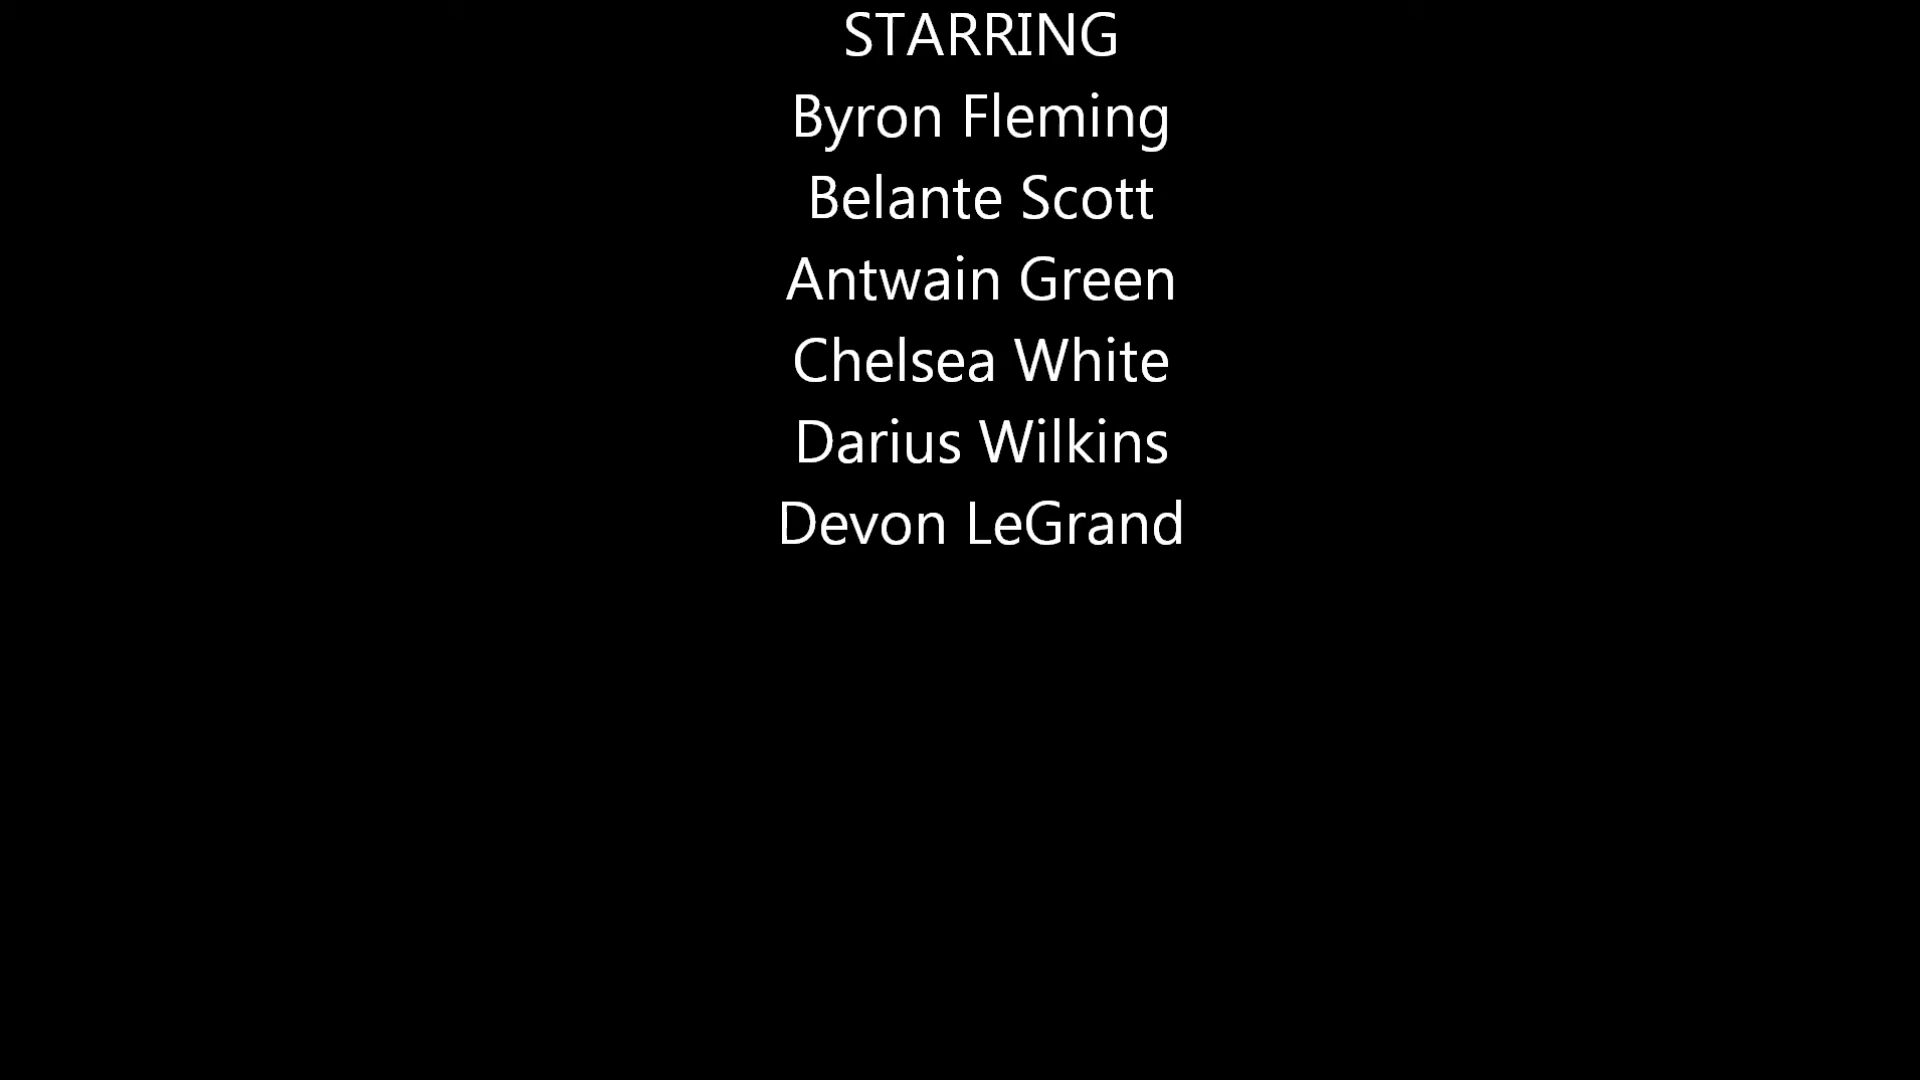 STARRING
Byron Fleming
Belante Scott
Antwain Green
Chelsea White
Darius Wilkins
Devon LeGrand